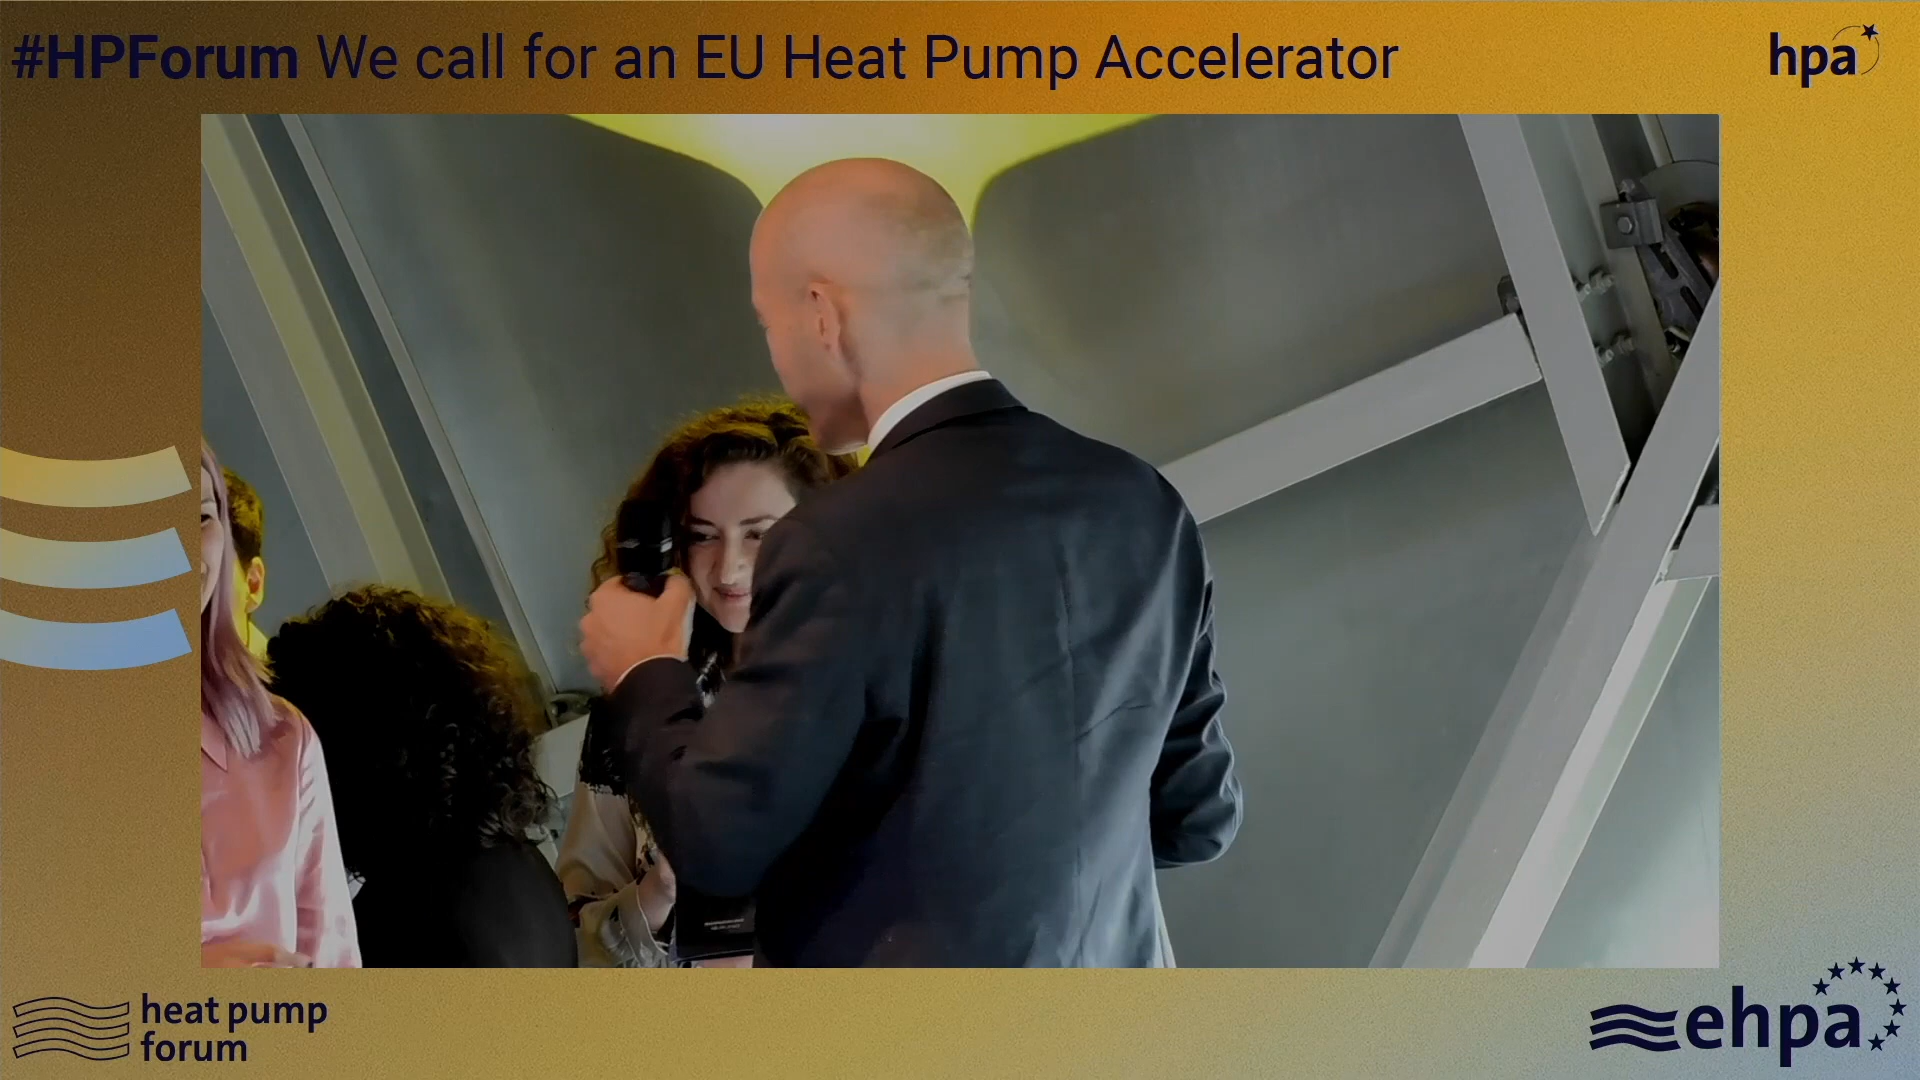 #HPForum We call for an EU Heat Pump Accelerator
hpa
heat pump
forum
ehpa